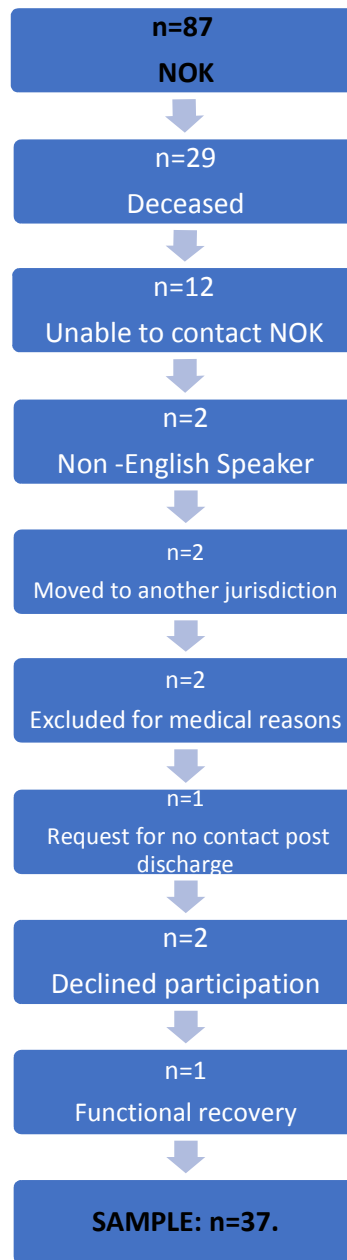 n=87
NOK
n=29
Deceased
n=12
Unable to contact NOK
n=2
Non -English Speaker
n=2
Moved to another jurisdiction
n=2
Excluded for medical reasons
n=1
Request for no contact post
discharge
n=2
Declined participation
n=1
Functional recovery
SAMPLE: n=37.